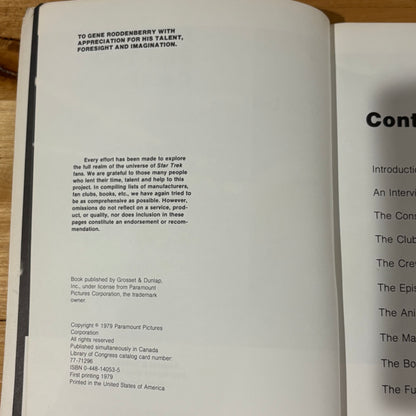 TO GENE RODDENBERRY WITH
APPRECIATION FOR HIS TALENT,
FORESIGHT AND IMAGINATION.
Every effort has been made to explore
the full realm of the universe of Star Trek
fans. We are grateful to those many people
who lent their time, talent and help to this
project. In compiling lists of manufacturers,
fan clubs, books, etc., we have again tried to
be as comprehensive as possible. However,
omissions do not reflect on a service, prod-
uct, or quality, nor does inclusion in these
pages constitute an endorsement or recom-
mendation.
Book published by Grosset & Dunlap,
Inc., under license from Paramount
Pictures Corporation, the trademark
owner.
Copyright © 1979 Paramount Pictures
Corporation
All rights reserved
Published simultaneously in Canada
Library of Congress catalog card number:
77-71296
ISBN 0-448-14053-5
First printing 1979
Printed in the United States of America
Cont
Introductio
An Intervi
The Cons
The Club
The Cre
The Epis
The Ani
The Ma
The Bo
The Fu